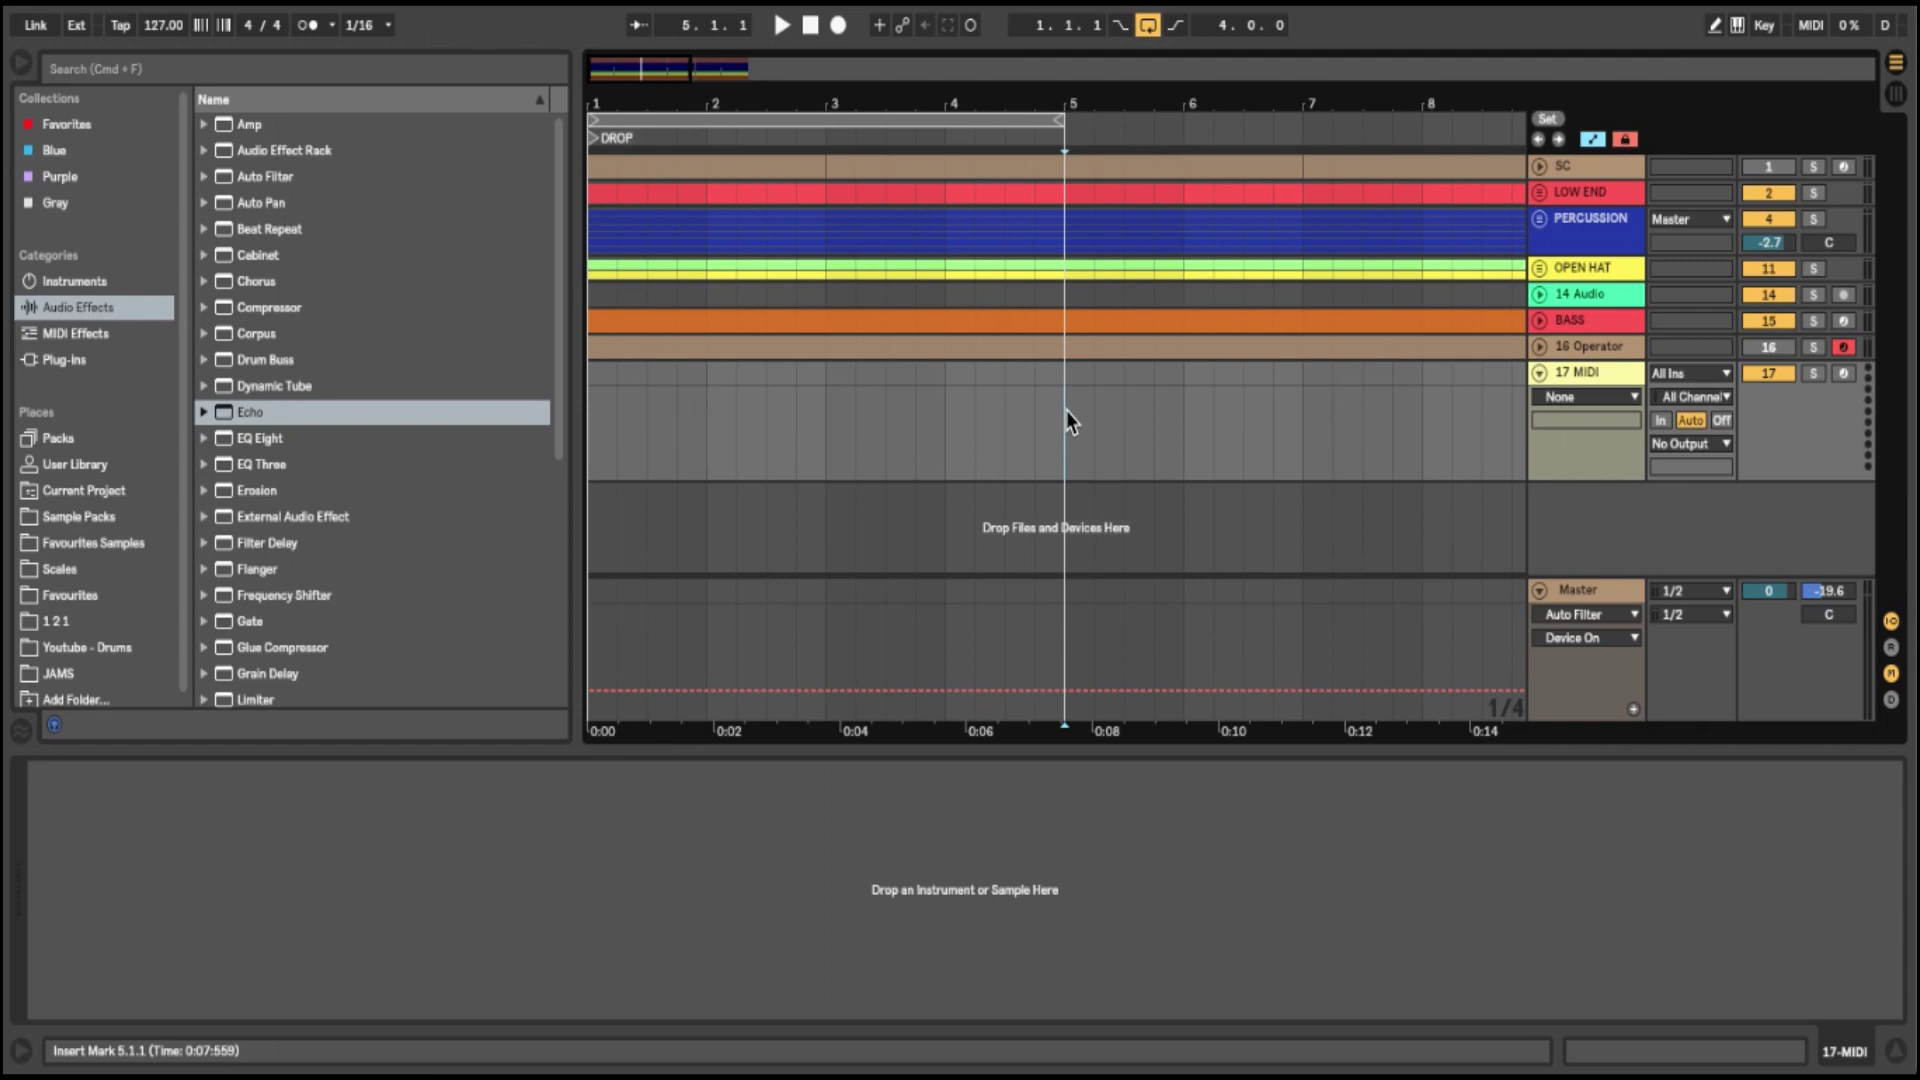 Link Ext Tap 127.00 4 / 4 1/16 5. 1. 1 1. 1. 1 4. 0. 0 Key MIDI 0 % D
Search (Cmd + F)
Collections
Favorites
Blue
Purple
Gray
Categories
Instruments
Audio Effects
MIDI Effects
Plug-ins
Places
Packs
User Library
Current Project
Sample Packs
Favourites Samples
Scales
Favourites
1 2 1
Youtube - Drums
JAMS
Add Folder...
Name
Amp
Audio Effect Rack
Auto Filter
Auto Pan
Beat Repeat
Cabinet
Chorus
Compressor
Corpus
Drum Buss
Dynamic Tube
Echo
EQ Eight
EQ Three
Erosion
External Audio Effect
Filter Delay
Flanger
Frequency Shifter
Gate
Glue Compressor
Grain Delay
Limiter
1 2 3 4 5 6 7 8
DROP
Set
SC 1 S
LOW END 2 S
PERCUSSION Master 4 S
-2.7 C
OPEN HAT 11 S
14 Audio 14 S
BASS 15 S
16 Operator 16 S
17 MIDI All Ins 17 S
None All Channel
In Auto Off
No Output
Drop Files and Devices Here
Master 1/2 0 -19.6
Auto Filter 1/2 C
Device On
1/4
0:00 0:02 0:04 0:06 0:08 0:10 0:12 0:14
R
M
D
Drop an Instrument or Sample Here
Insert Mark 5.1.1 (Time: 0:07:559)
17-MIDI